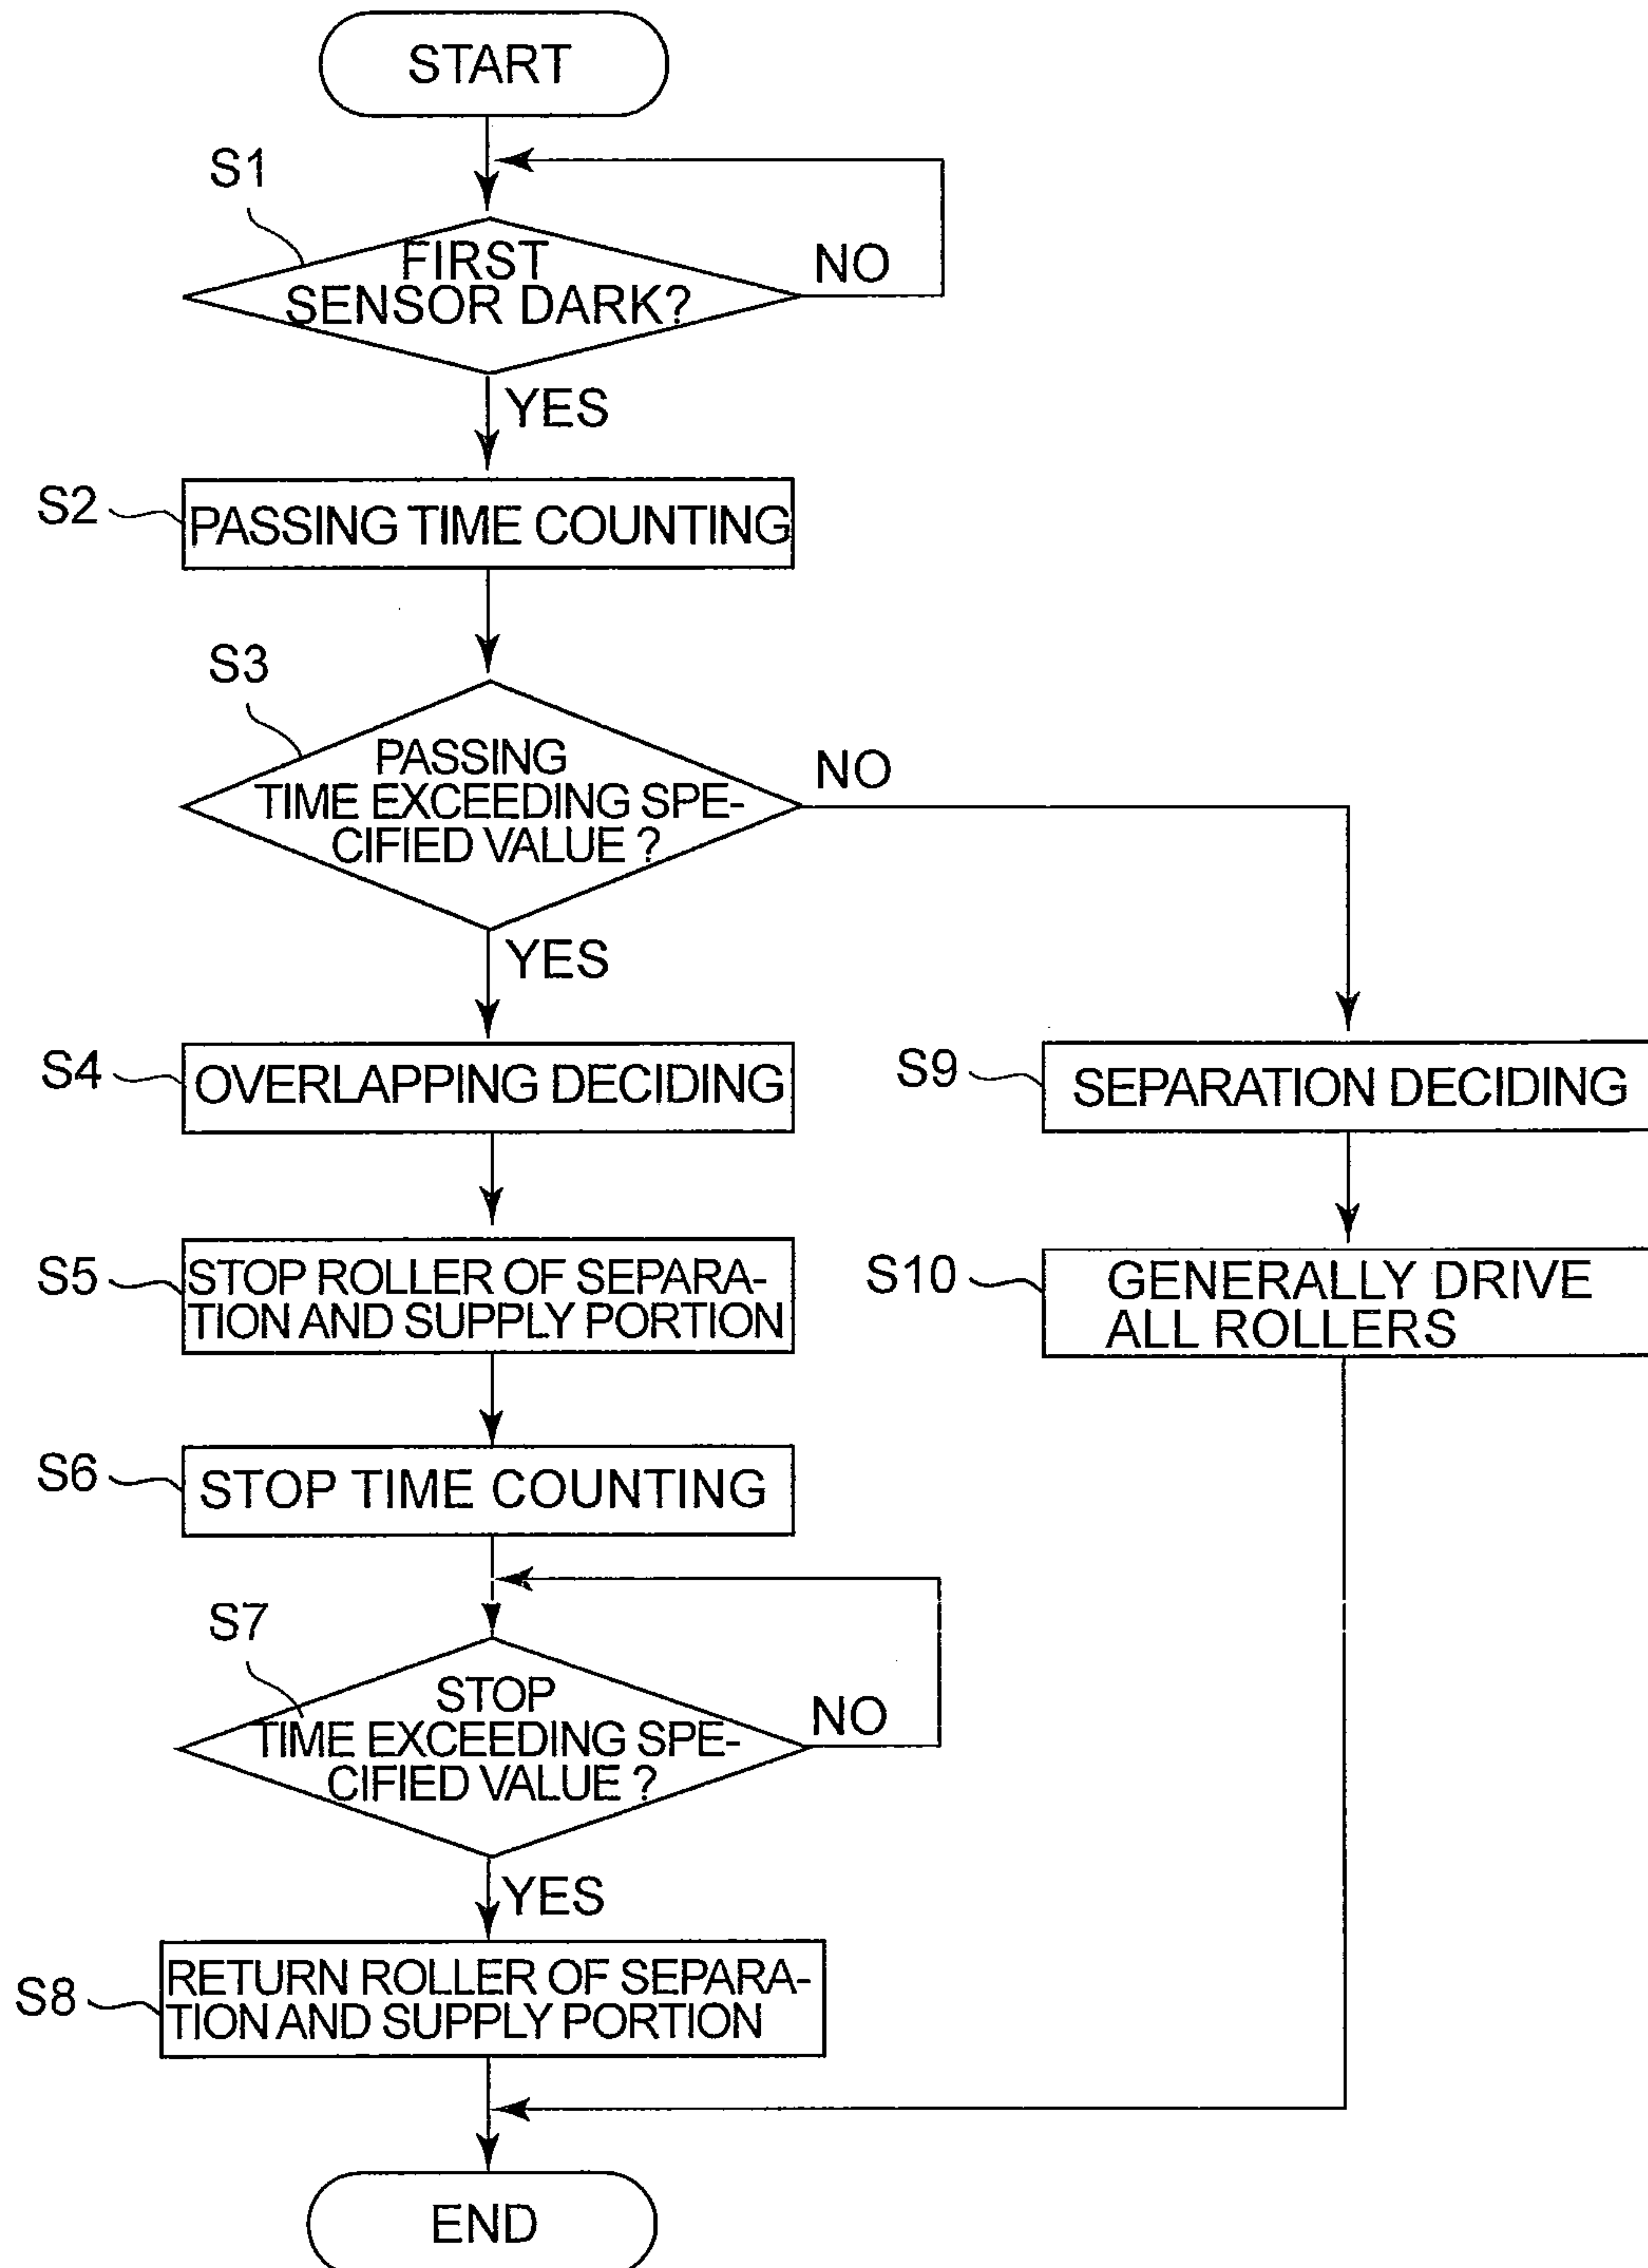 START
S1
FIRST
SENSOR DARK?
NO
YES
S2
PASSING TIME COUNTING
S3
PASSING
TIME EXCEEDING SPE-
CIFIED VALUE ?
NO
YES
S4
OVERLAPPING DECIDING
S9
SEPARATION DECIDING
S5
STOP ROLLER OF SEPARA-
TION AND SUPPLY PORTION
S10
GENERALLY DRIVE
ALL ROLLERS
S6
STOP TIME COUNTING
S7
STOP
TIME EXCEEDING SPE-
CIFIED VALUE ?
NO
YES
S8
RETURN ROLLER OF SEPARA-
TION AND SUPPLY PORTION
END